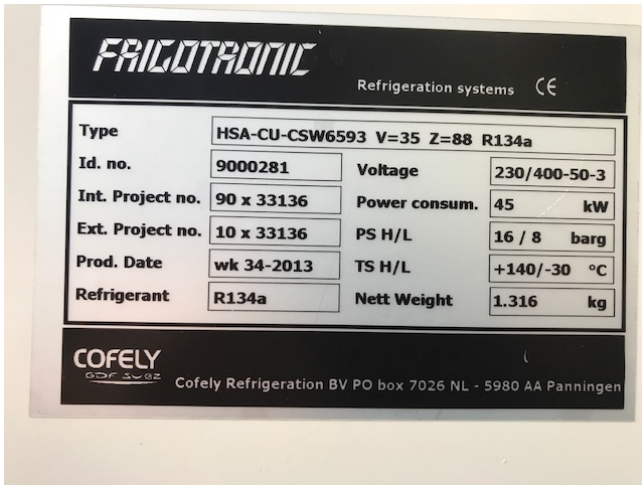 FRIGOTRONIC
Refrigeration systems CE
Type HSA-CU-CSW6593 V=35 Z=88 R134a
Id. no. 9000281 Voltage 230/400-50-3
Int. Project no. 90 x 33136 Power consum. 45 kW
Ext. Project no. 10 x 33136 PS H/L 16 / 8 barg
Prod. Date wk 34-2013 TS H/L +140/-30 °C
Refrigerant R134a Nett Weight 1.316 kg
COFELY
GDF SUEZ
Cofely Refrigeration BV PO box 7026 NL - 5980 AA Panningen